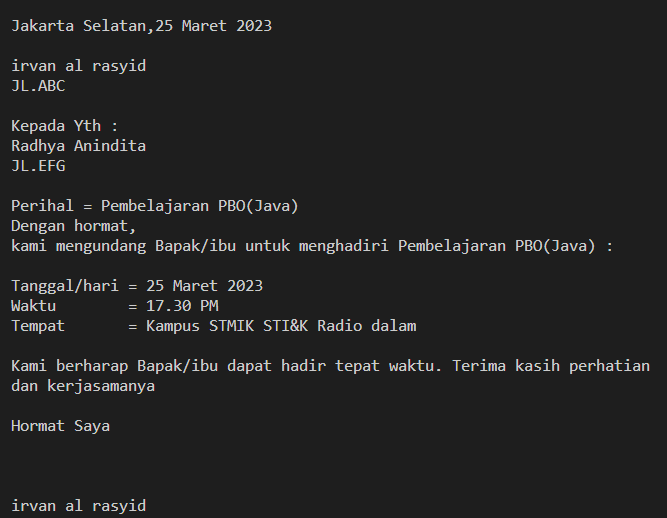 Jakarta Selatan,25 Maret 2023
irvan al rasyid
JL.ABC
Kepada Yth :
Radhya Anindita
JL.EFG
Perihal = Pembelajaran PBO(Java)
Dengan hormat,
kami mengundang Bapak/ibu untuk menghadiri Pembelajaran PBO(Java) :
Tanggal/hari = 25 Maret 2023
Waktu        = 17.30 PM
Tempat       = Kampus STMIK STI&K Radio dalam
Kami berharap Bapak/ibu dapat hadir tepat waktu. Terima kasih perhatian
dan kerjasamanya
Hormat Saya
irvan al rasyid